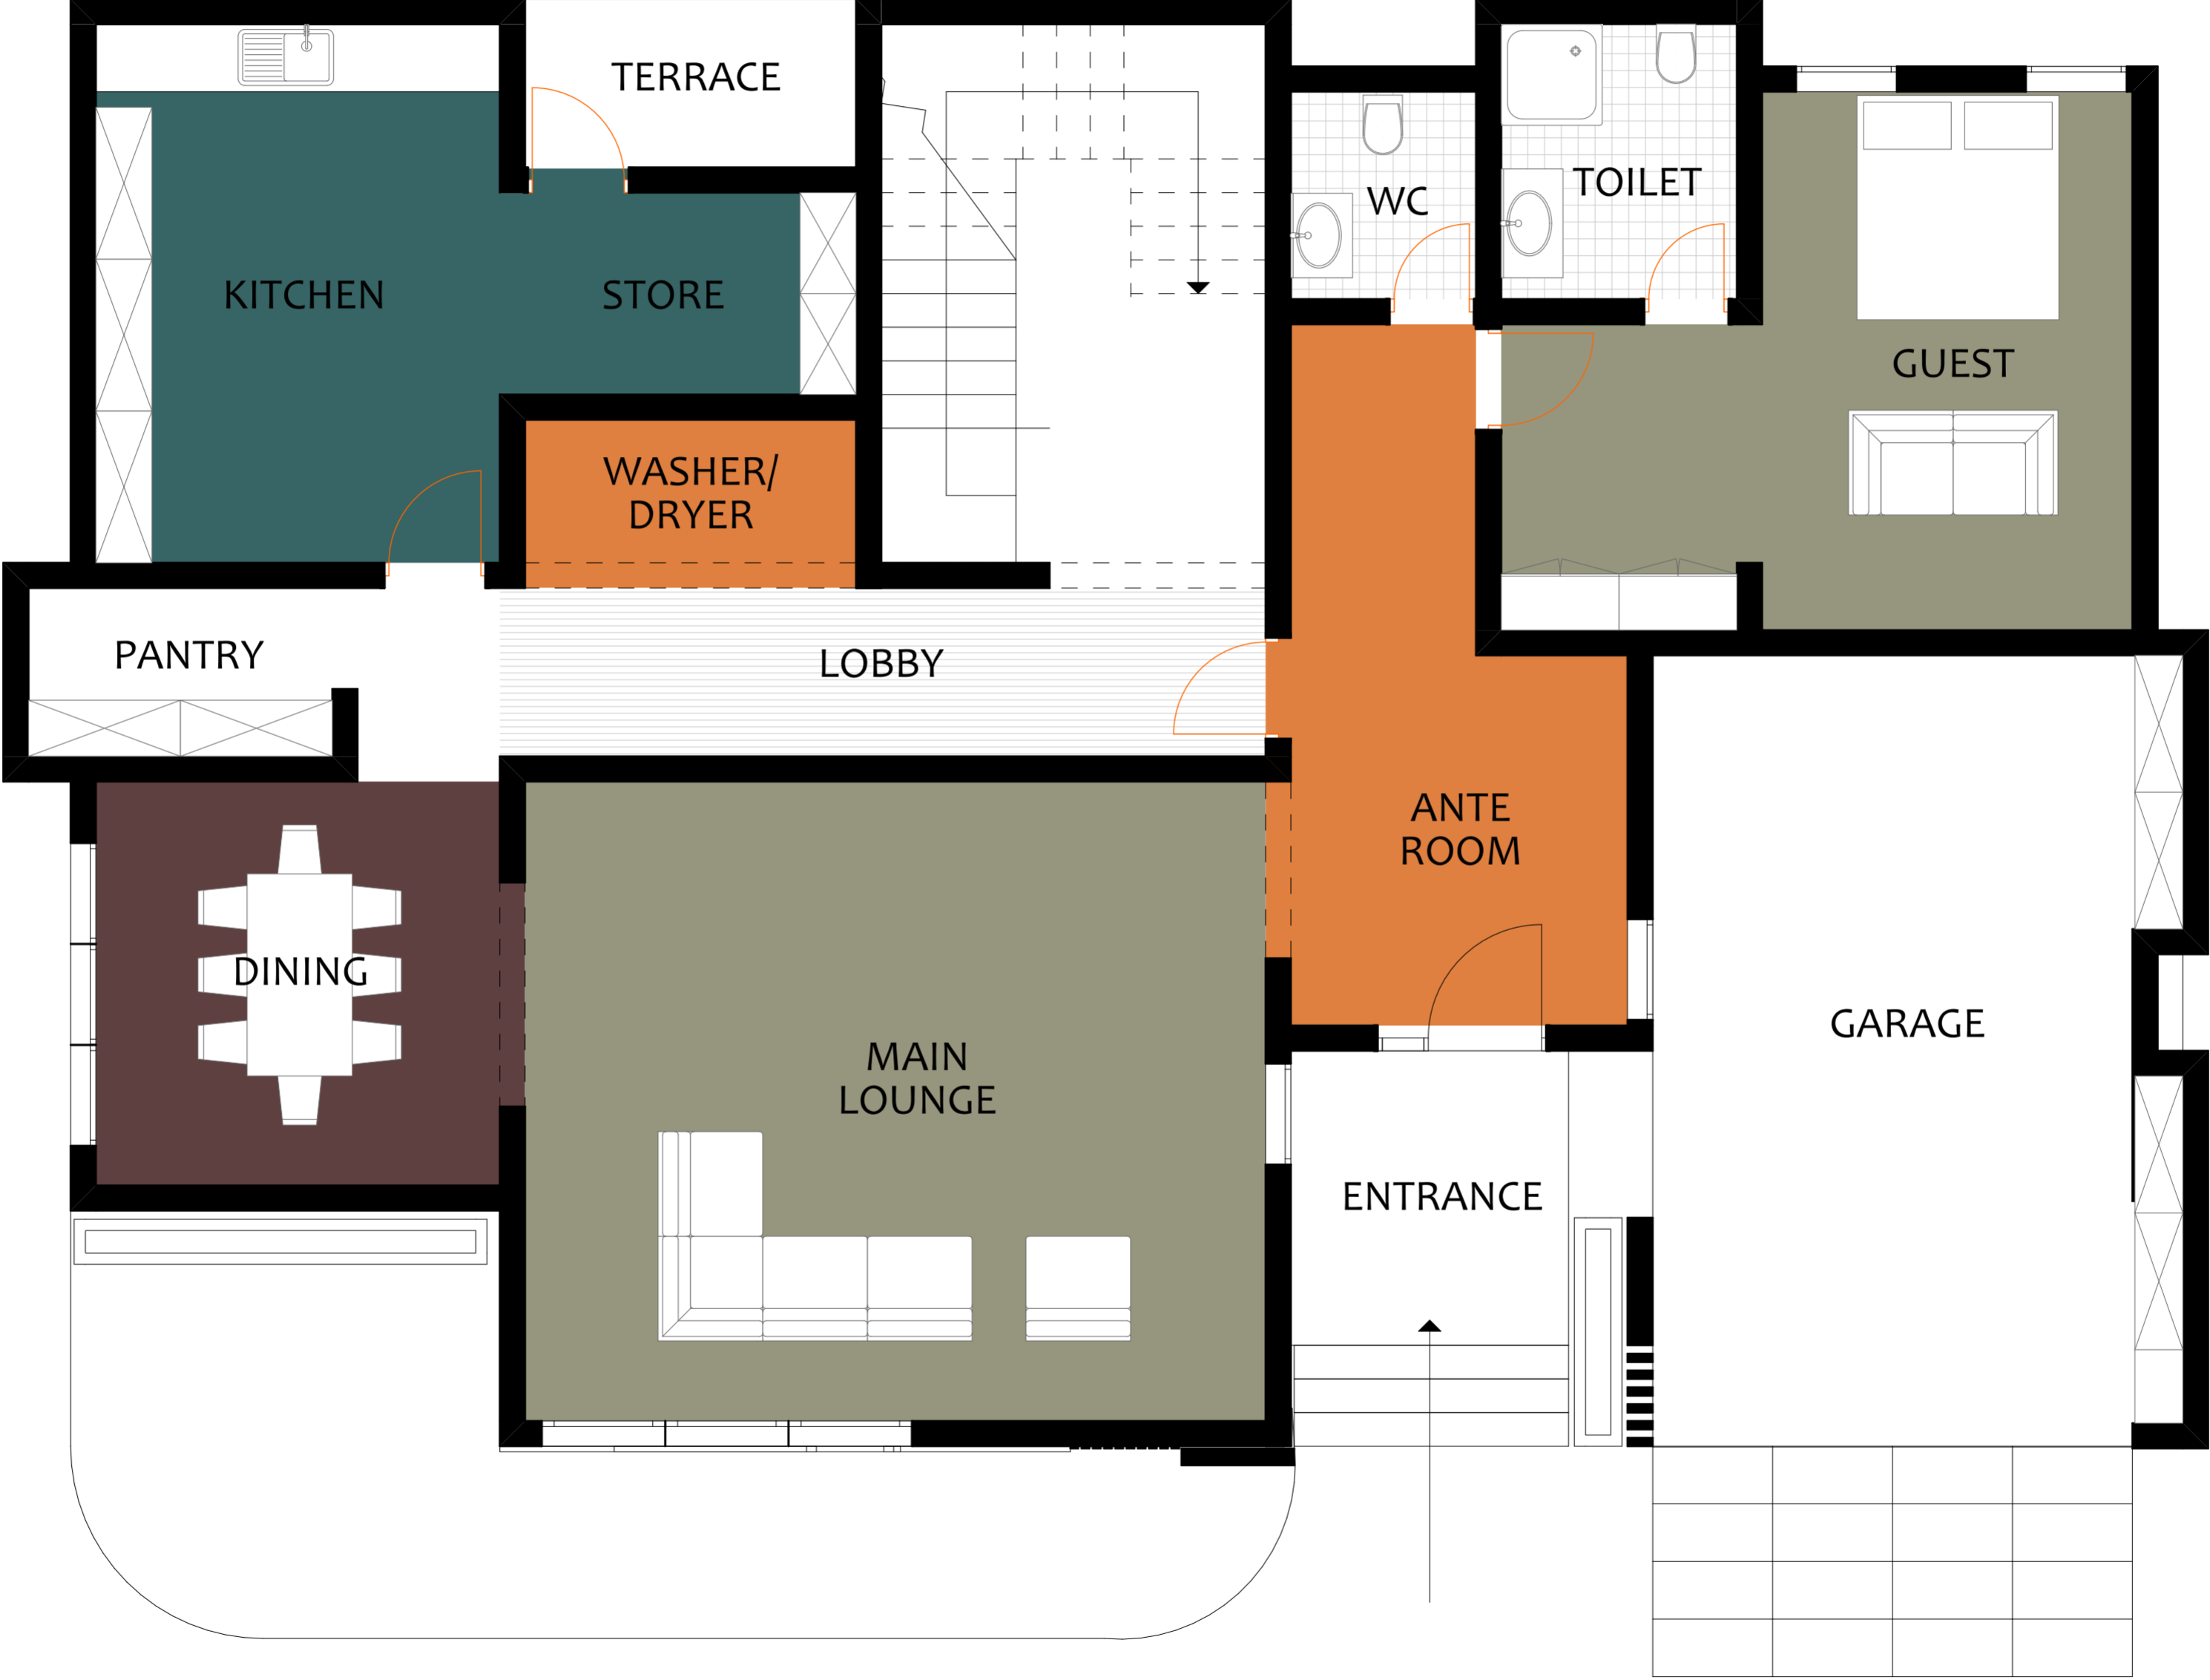 TERRACE
TOILET
WC
KITCHEN
STORE
GUEST
WASHER/
DRYER
PANTRY
LOBBY
ANTE
ROOM
DINING
GARAGE
MAIN
LOUNGE
ENTRANCE